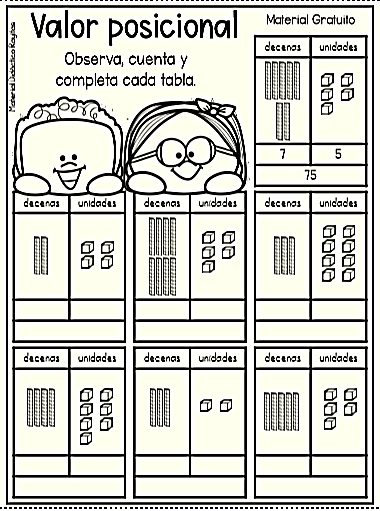 Valor posicional
Material Gratuito
Observa, cuenta y
completa cada tabla.
Material Didáctico Raytos
decenas unidades
7 5
75
decenas unidades
decenas unidades
decenas unidades
decenas unidades
decenas unidades
decenas unidades